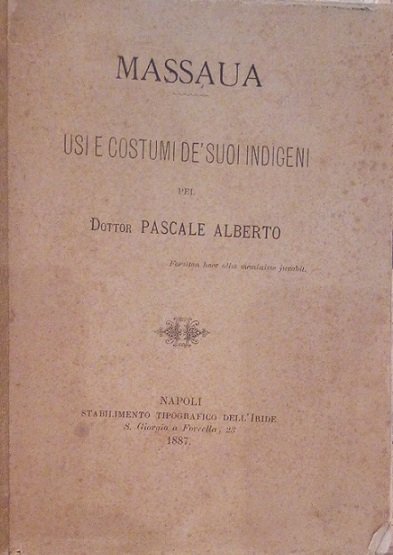 MASSAUA
USI E COSTUMI DE' SUOI INDIGENI
PEL
DOTTOR PASCALE ALBERTO
Forsitan haec olim meminisse juvabit.
NAPOLI
STABILIMENTO TIPOGRAFICO DELL'IRIDE
S. Giorgio a Forcella, 23
1887.